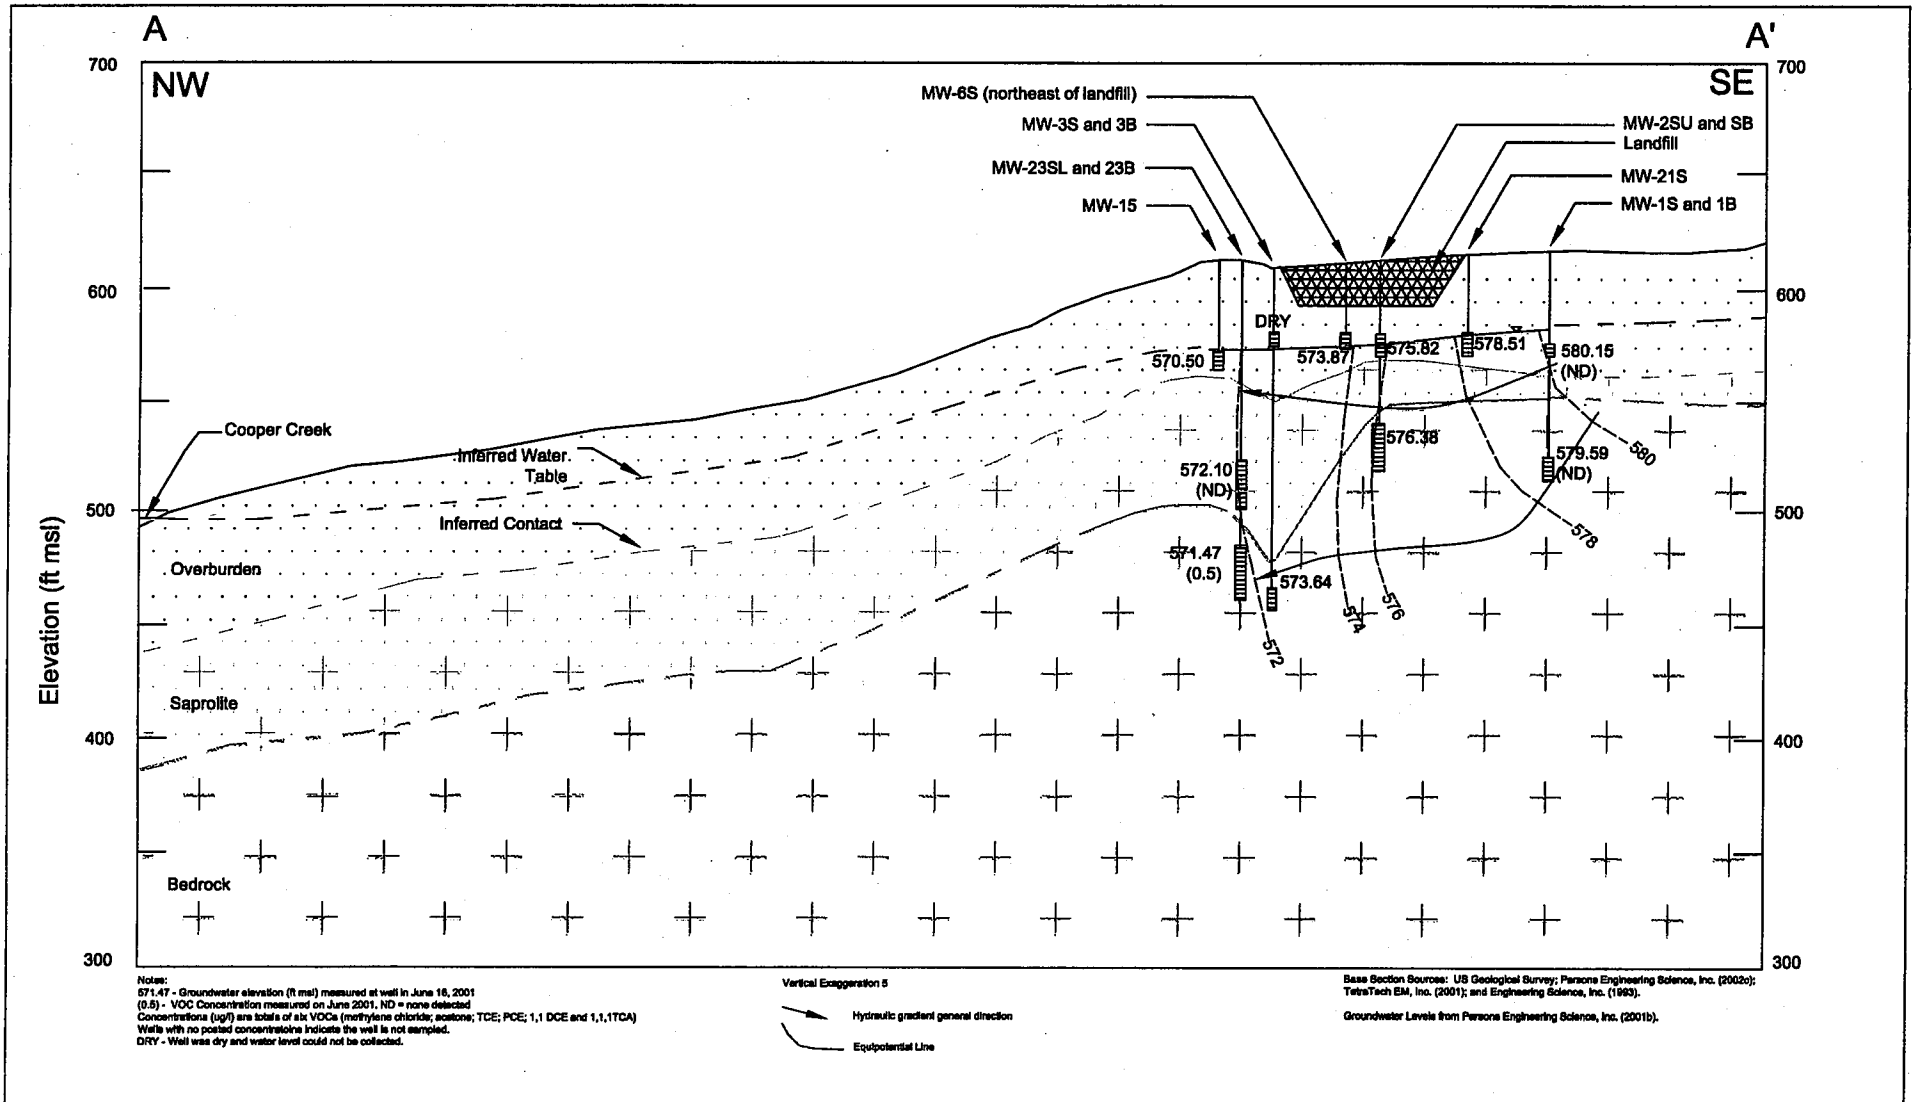 A
A'
700
700
NW
SE
MW-6S (northeast of landfill)
MW-3S and 3B
MW-2SU and SB
Landfill
MW-23SL and 23B
MW-21S
MW-15
MW-1S and 1B
600
600
DRY
570.50
573.87
575.82
578.51
580.15
(ND)
Cooper Creek
Inferred Water
Table
576.38
580
572.10
(ND)
579.59
(ND)
500
500
Inferred Contact
578
Elevation (ft msl)
Overburden
571.47
(0.5)
573.64
576
574
572
Saprolite
400
400
Bedrock
300
300
Notes:
571.47 - Groundwater elevation (ft msl) measured at well in June 16, 2001
(0.5) - VOC Concentration measured on June 2001. ND = none detected
Concentrations (ug/l) are totals of six VOCs (methylene chloride; acetone; TCE; PCE; 1,1 DCE and 1,1,1TCA)
Wells with no posted concentratoins indicate the well is not sampled.
DRY - Well was dry and water level could not be collected.
Vertical Exaggeration 5
Hydraulic gradient general direction
Equipotential Line
Base Section Sources: US Geological Survey; Parsons Engineering Science, Inc. (2002c);
TetraTech EM, Inc. (2001); and Engineering Science, Inc. (1993).
Groundwater Levels from Parsons Engineering Science, Inc. (2001b).